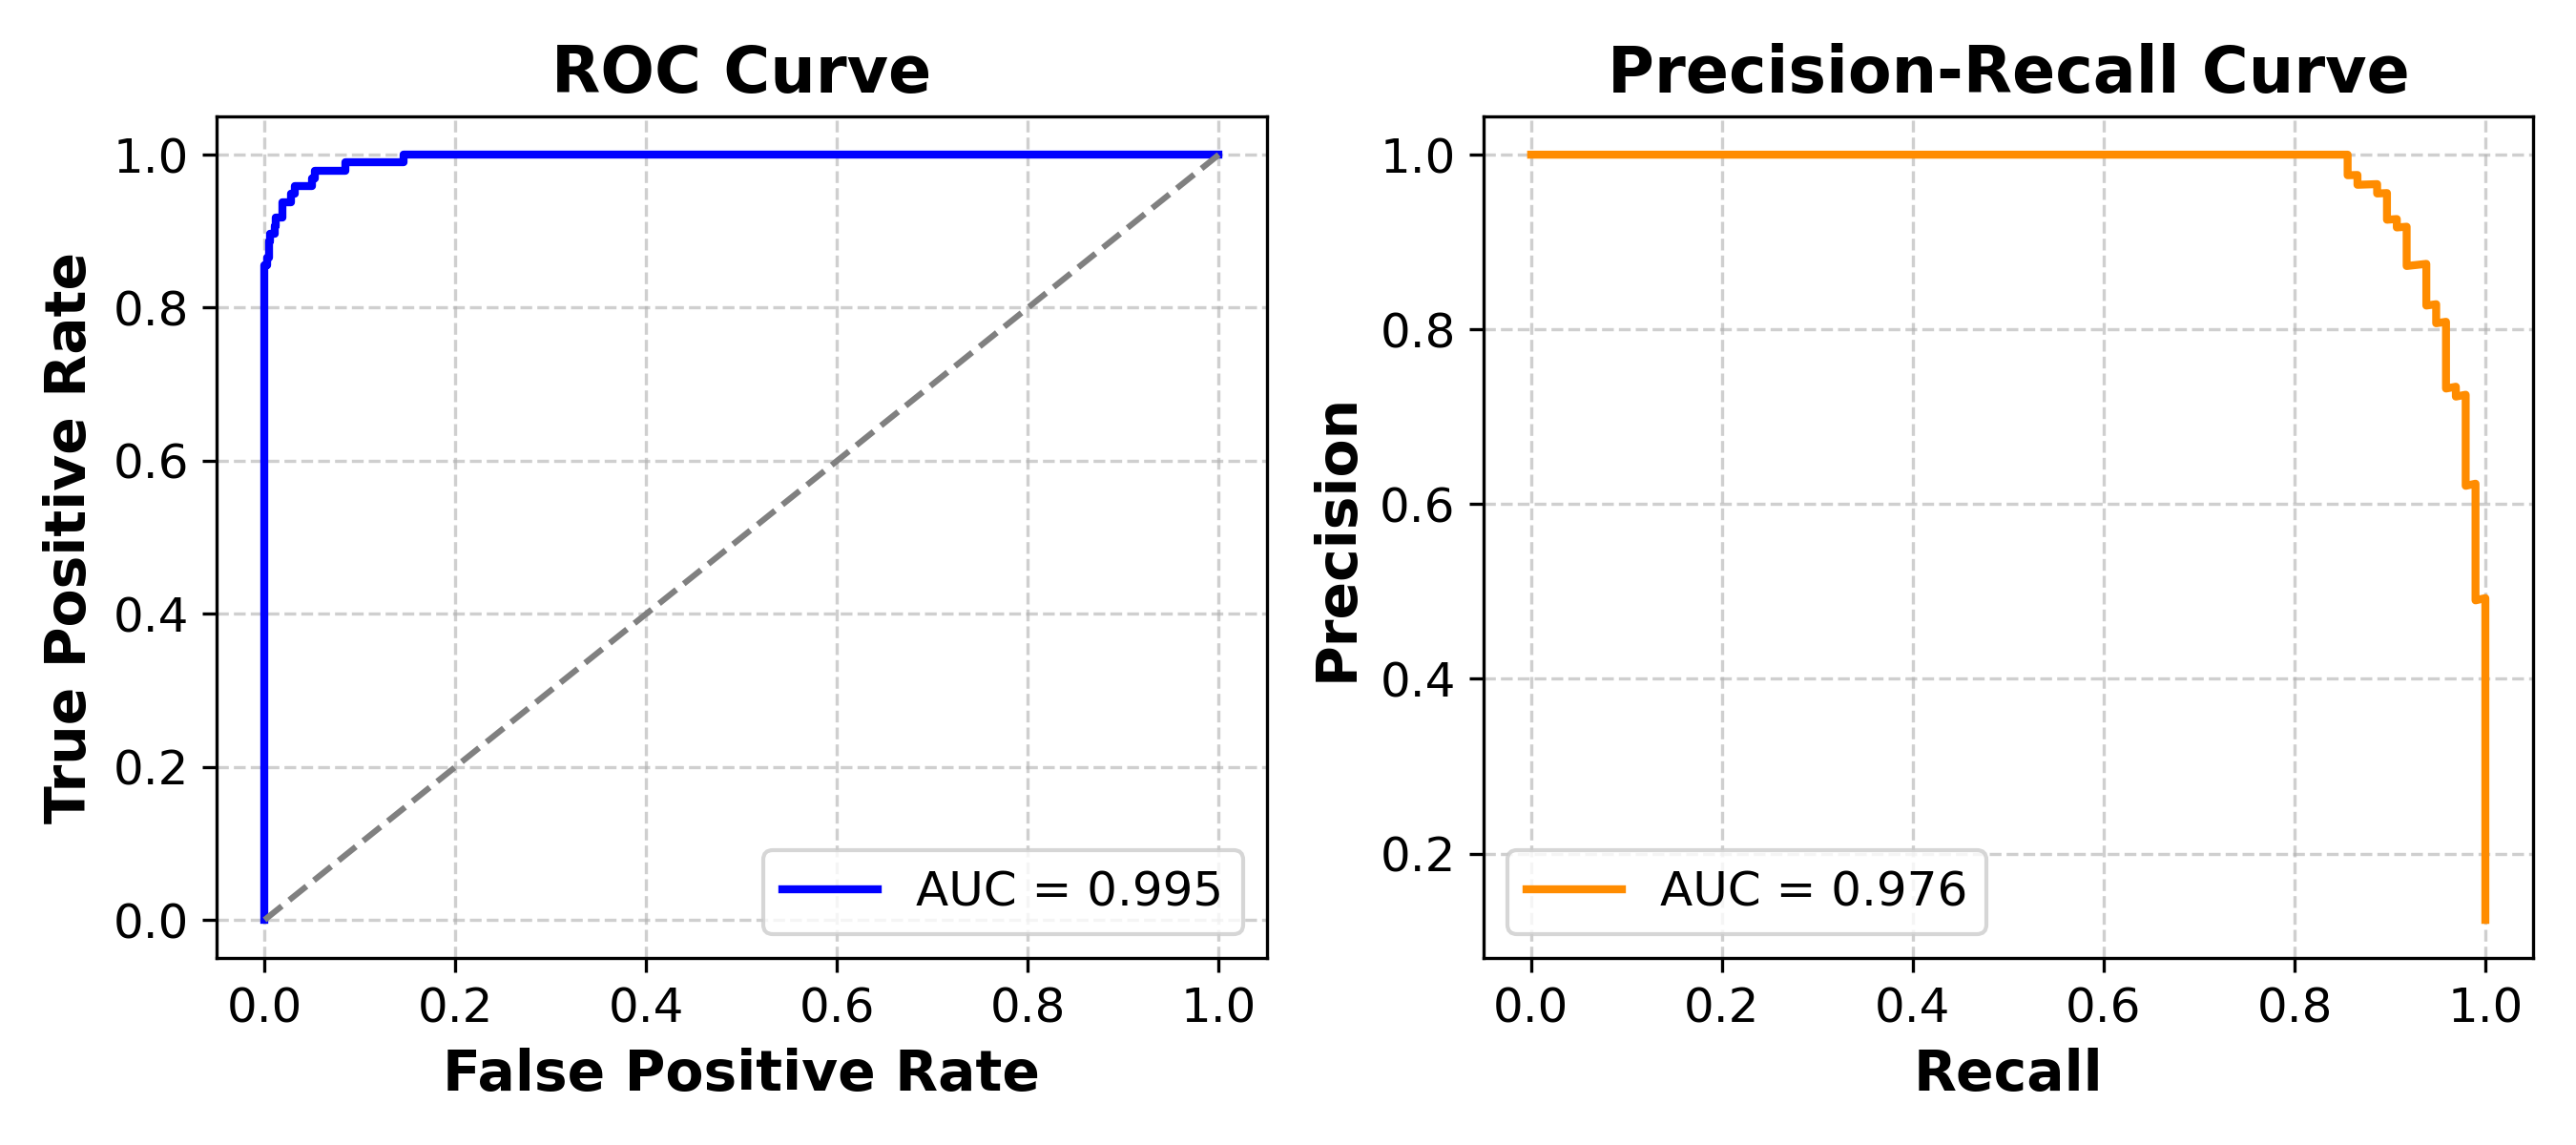 ROC Curve
True Positive Rate
1.0
0.8
0.6
0.4
0.2
0.0
0.0 0.2 0.4 0.6 0.8 1.0
False Positive Rate
AUC = 0.995
Precision-Recall Curve
Precision
1.0
0.8
0.6
0.4
0.2
0.0 0.2 0.4 0.6 0.8 1.0
Recall
AUC = 0.976